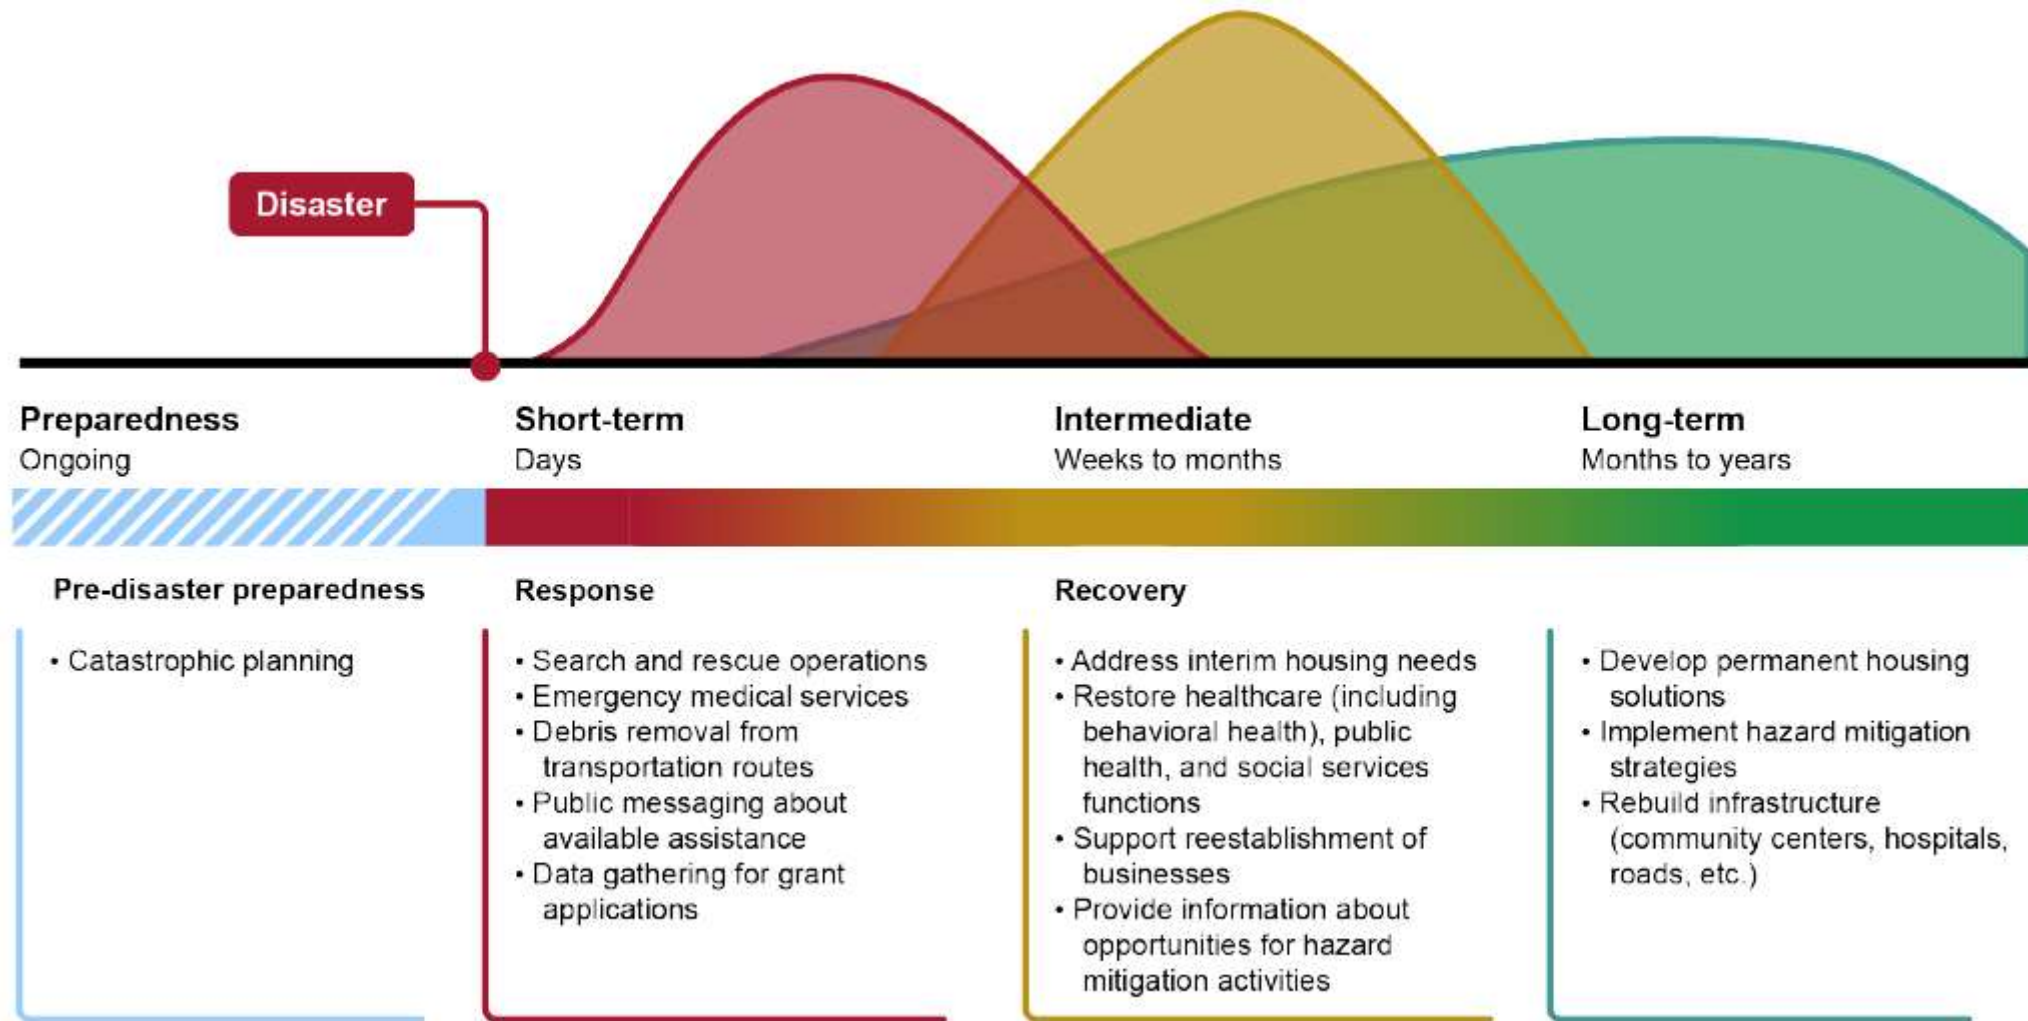 Disaster
Preparedness
Ongoing
Short-term
Days
Intermediate
Weeks to months
Long-term
Months to years
Pre-disaster preparedness
• Catastrophic planning
Response
• Search and rescue operations
• Emergency medical services
• Debris removal from
transportation routes
• Public messaging about
available assistance
• Data gathering for grant
applications
Recovery
• Address interim housing needs
• Restore healthcare (including
behavioral health), public
health, and social services
functions
• Support reestablishment of
businesses
• Provide information about
opportunities for hazard
mitigation activities
• Develop permanent housing
solutions
• Implement hazard mitigation
strategies
• Rebuild infrastructure
(community centers, hospitals,
roads, etc.)